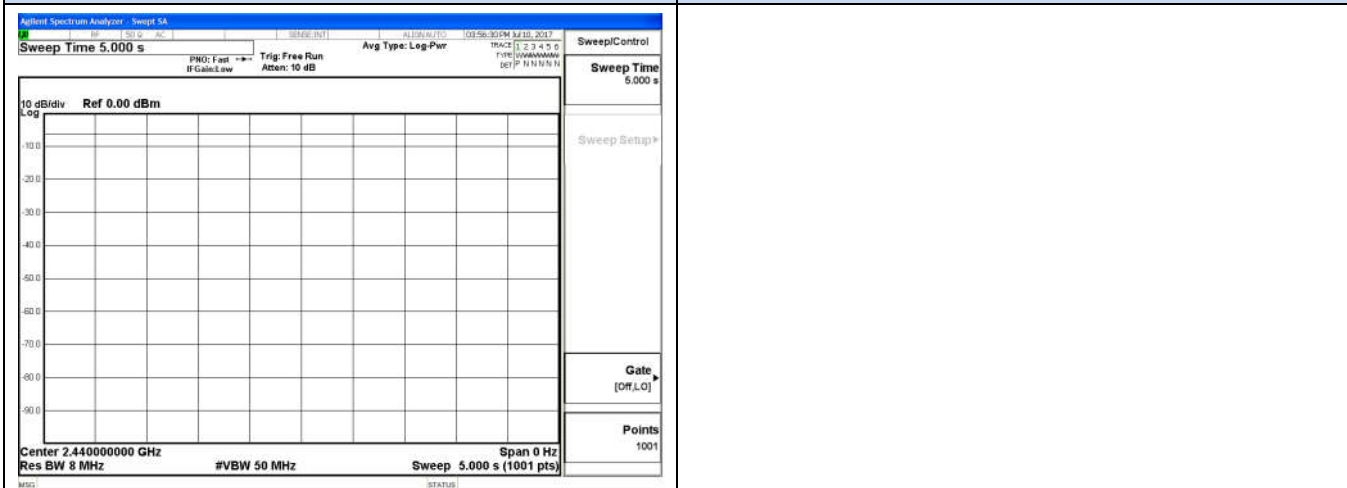 Agilent Spectrum Analyzer - Swept SA
RF 50 Ω AC SENSE:INT ALIGN AUTO 03:56:30 PM Jul 10, 2017
Sweep Time 5.000 s
PNO: Fast
IFGain:Low
Trig: Free Run
Atten: 10 dB
Avg Type: Log-Pwr
TRACE 1 2 3 4 5 6
TYPE
DET P N N N N N
Sweep/Control
Sweep Time
5.000 s
Sweep Setup
Gate
[Off,LO]
Points
1001
10 dB/div
Log
Ref 0.00 dBm
-10.0
-20.0
-30.0
-40.0
-50.0
-60.0
-70.0
-80.0
-90.0
Center 2.440000000 GHz
Span 0 Hz
Res BW 8 MHz
#VBW 50 MHz
Sweep 5.000 s (1001 pts)
MSG
STATUS